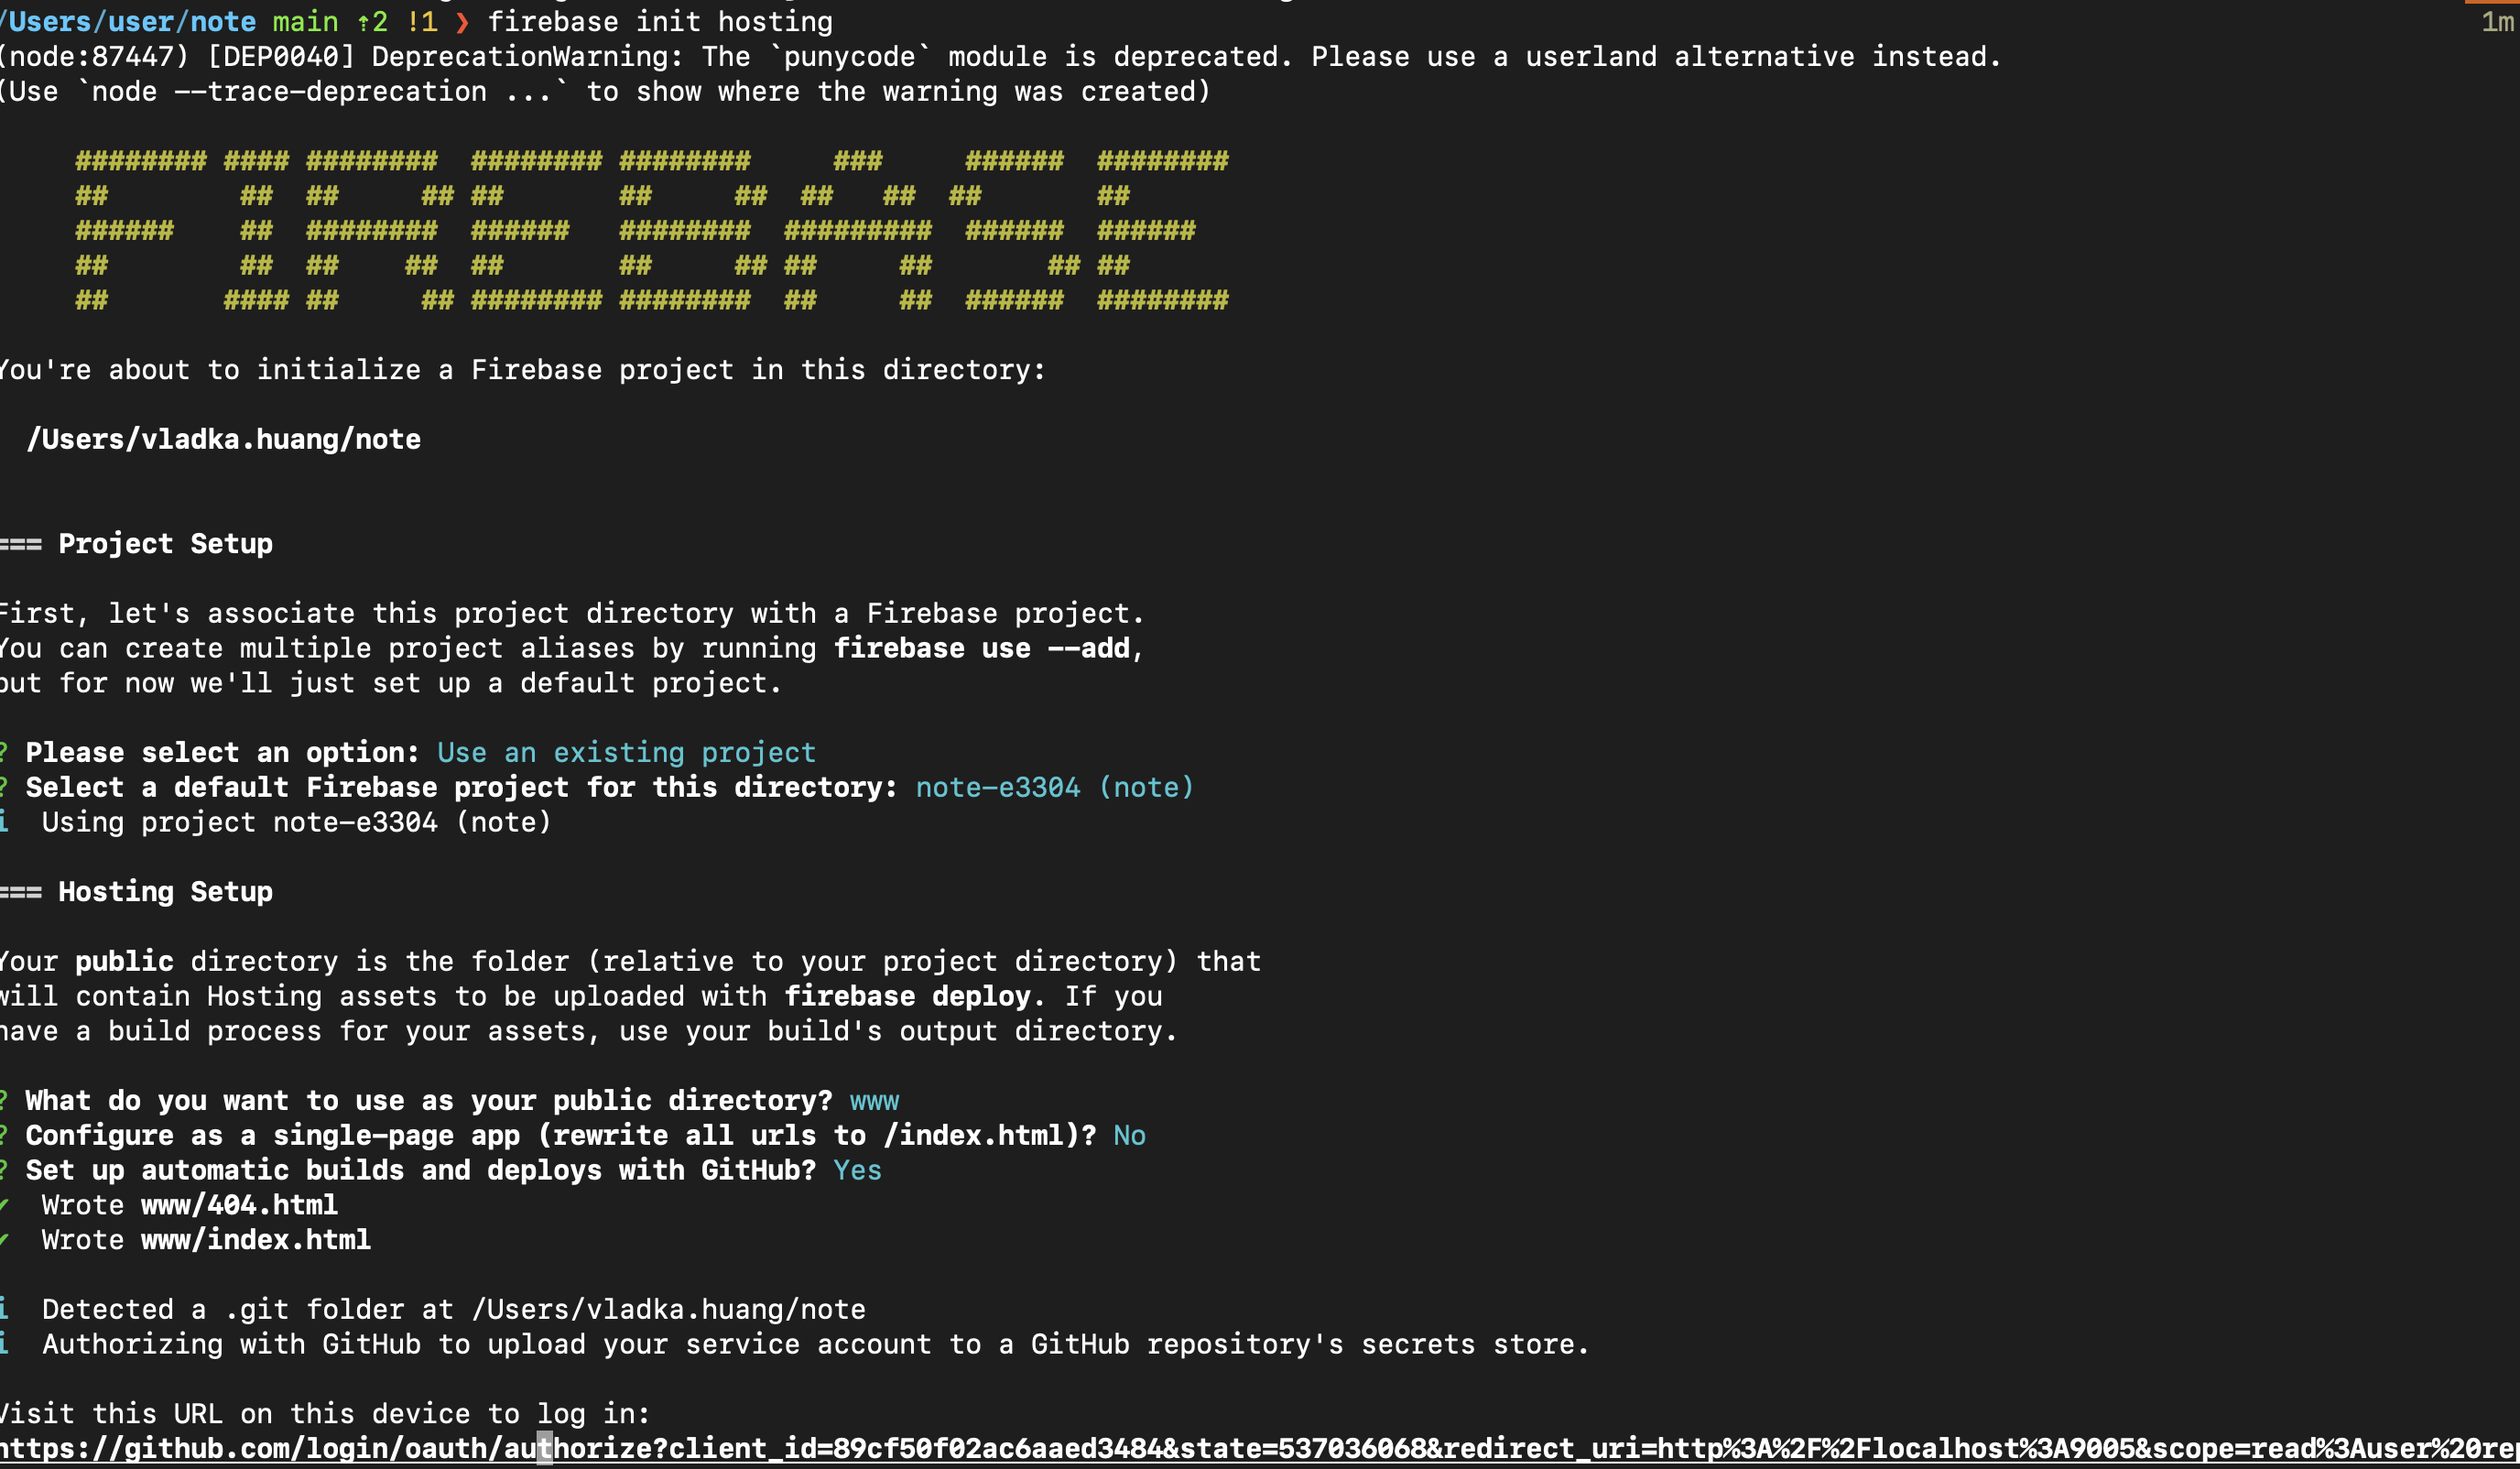 /Users/user/note main ⇡2 !1 ❯ firebase init hosting
1m
(node:87447) [DEP0040] DeprecationWarning: The `punycode` module is deprecated. Please use a userland alternative instead.
(Use `node --trace-deprecation ...` to show where the warning was created)
######## #### ########  ######## ########     ###     ######  ########
##        ##  ##     ## ##       ##     ##  ##   ##  ##       ##
######    ##  ########  ######   ########  #########  ######  ######
##        ##  ##    ##  ##       ##     ## ##     ##       ## ##
##       #### ##     ## ######## ########  ##     ##  ######  ########
You're about to initialize a Firebase project in this directory:
/Users/vladka.huang/note
=== Project Setup
First, let's associate this project directory with a Firebase project.
You can create multiple project aliases by running firebase use --add,
but for now we'll just set up a default project.
? Please select an option: Use an existing project
? Select a default Firebase project for this directory: note-e3304 (note)
i  Using project note-e3304 (note)
=== Hosting Setup
Your public directory is the folder (relative to your project directory) that
will contain Hosting assets to be uploaded with firebase deploy. If you
have a build process for your assets, use your build's output directory.
? What do you want to use as your public directory? www
? Configure as a single-page app (rewrite all urls to /index.html)? No
? Set up automatic builds and deploys with GitHub? Yes
✔  Wrote www/404.html
✔  Wrote www/index.html
i  Detected a .git folder at /Users/vladka.huang/note
i  Authorizing with GitHub to upload your service account to a GitHub repository's secrets store.
Visit this URL on this device to log in:
https://github.com/login/oauth/authorize?client_id=89cf50f02ac6aaed3484&state=537036068&redirect_uri=http%3A%2F%2Flocalhost%3A9005&scope=read%3Auser%20re